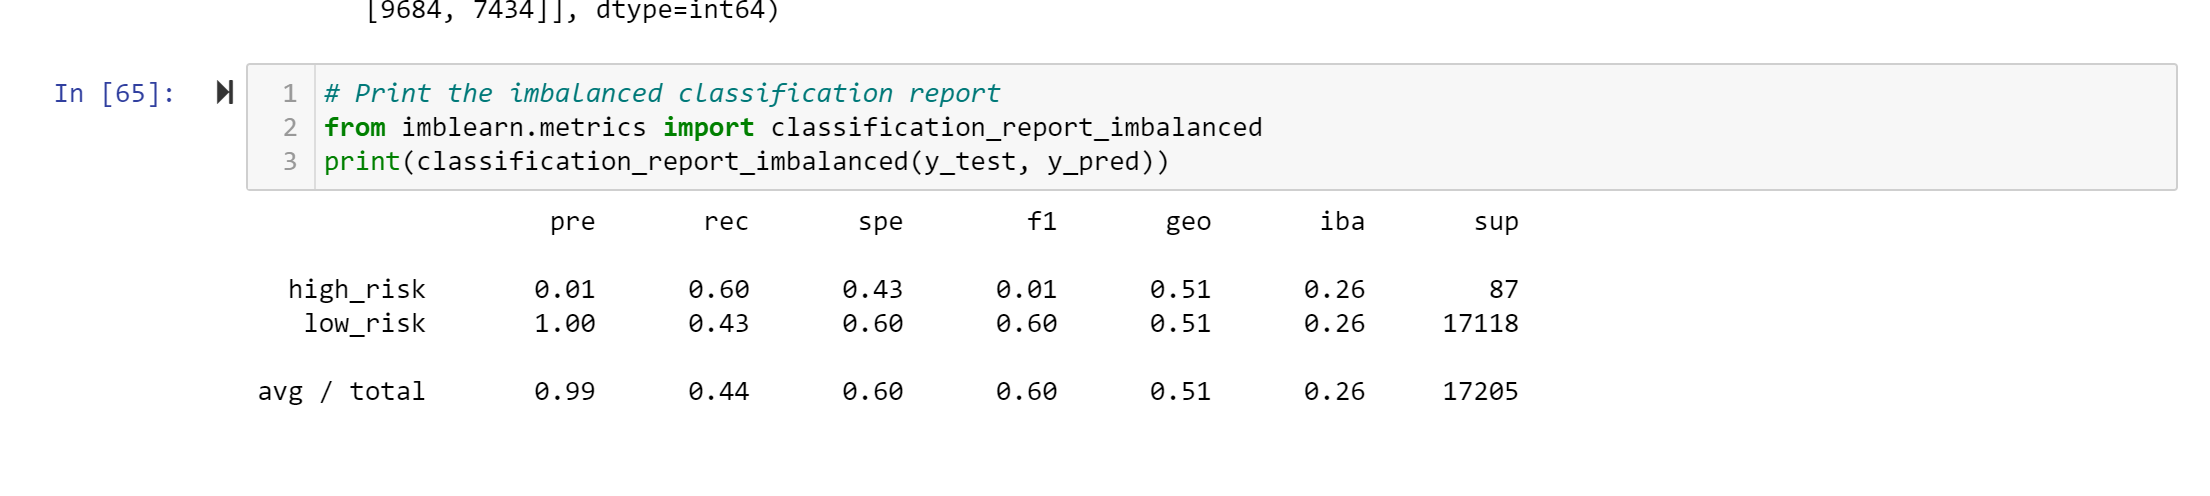 [9684, 7434]], dtype=int64)
In [65]:
1 # Print the imbalanced classification report
2 from imblearn.metrics import classification_report_imbalanced
3 print(classification_report_imbalanced(y_test, y_pred))
pre rec spe f1 geo iba sup
high_risk 0.01 0.60 0.43 0.01 0.51 0.26 87
low_risk 1.00 0.43 0.60 0.60 0.51 0.26 17118
avg / total 0.99 0.44 0.60 0.60 0.51 0.26 17205